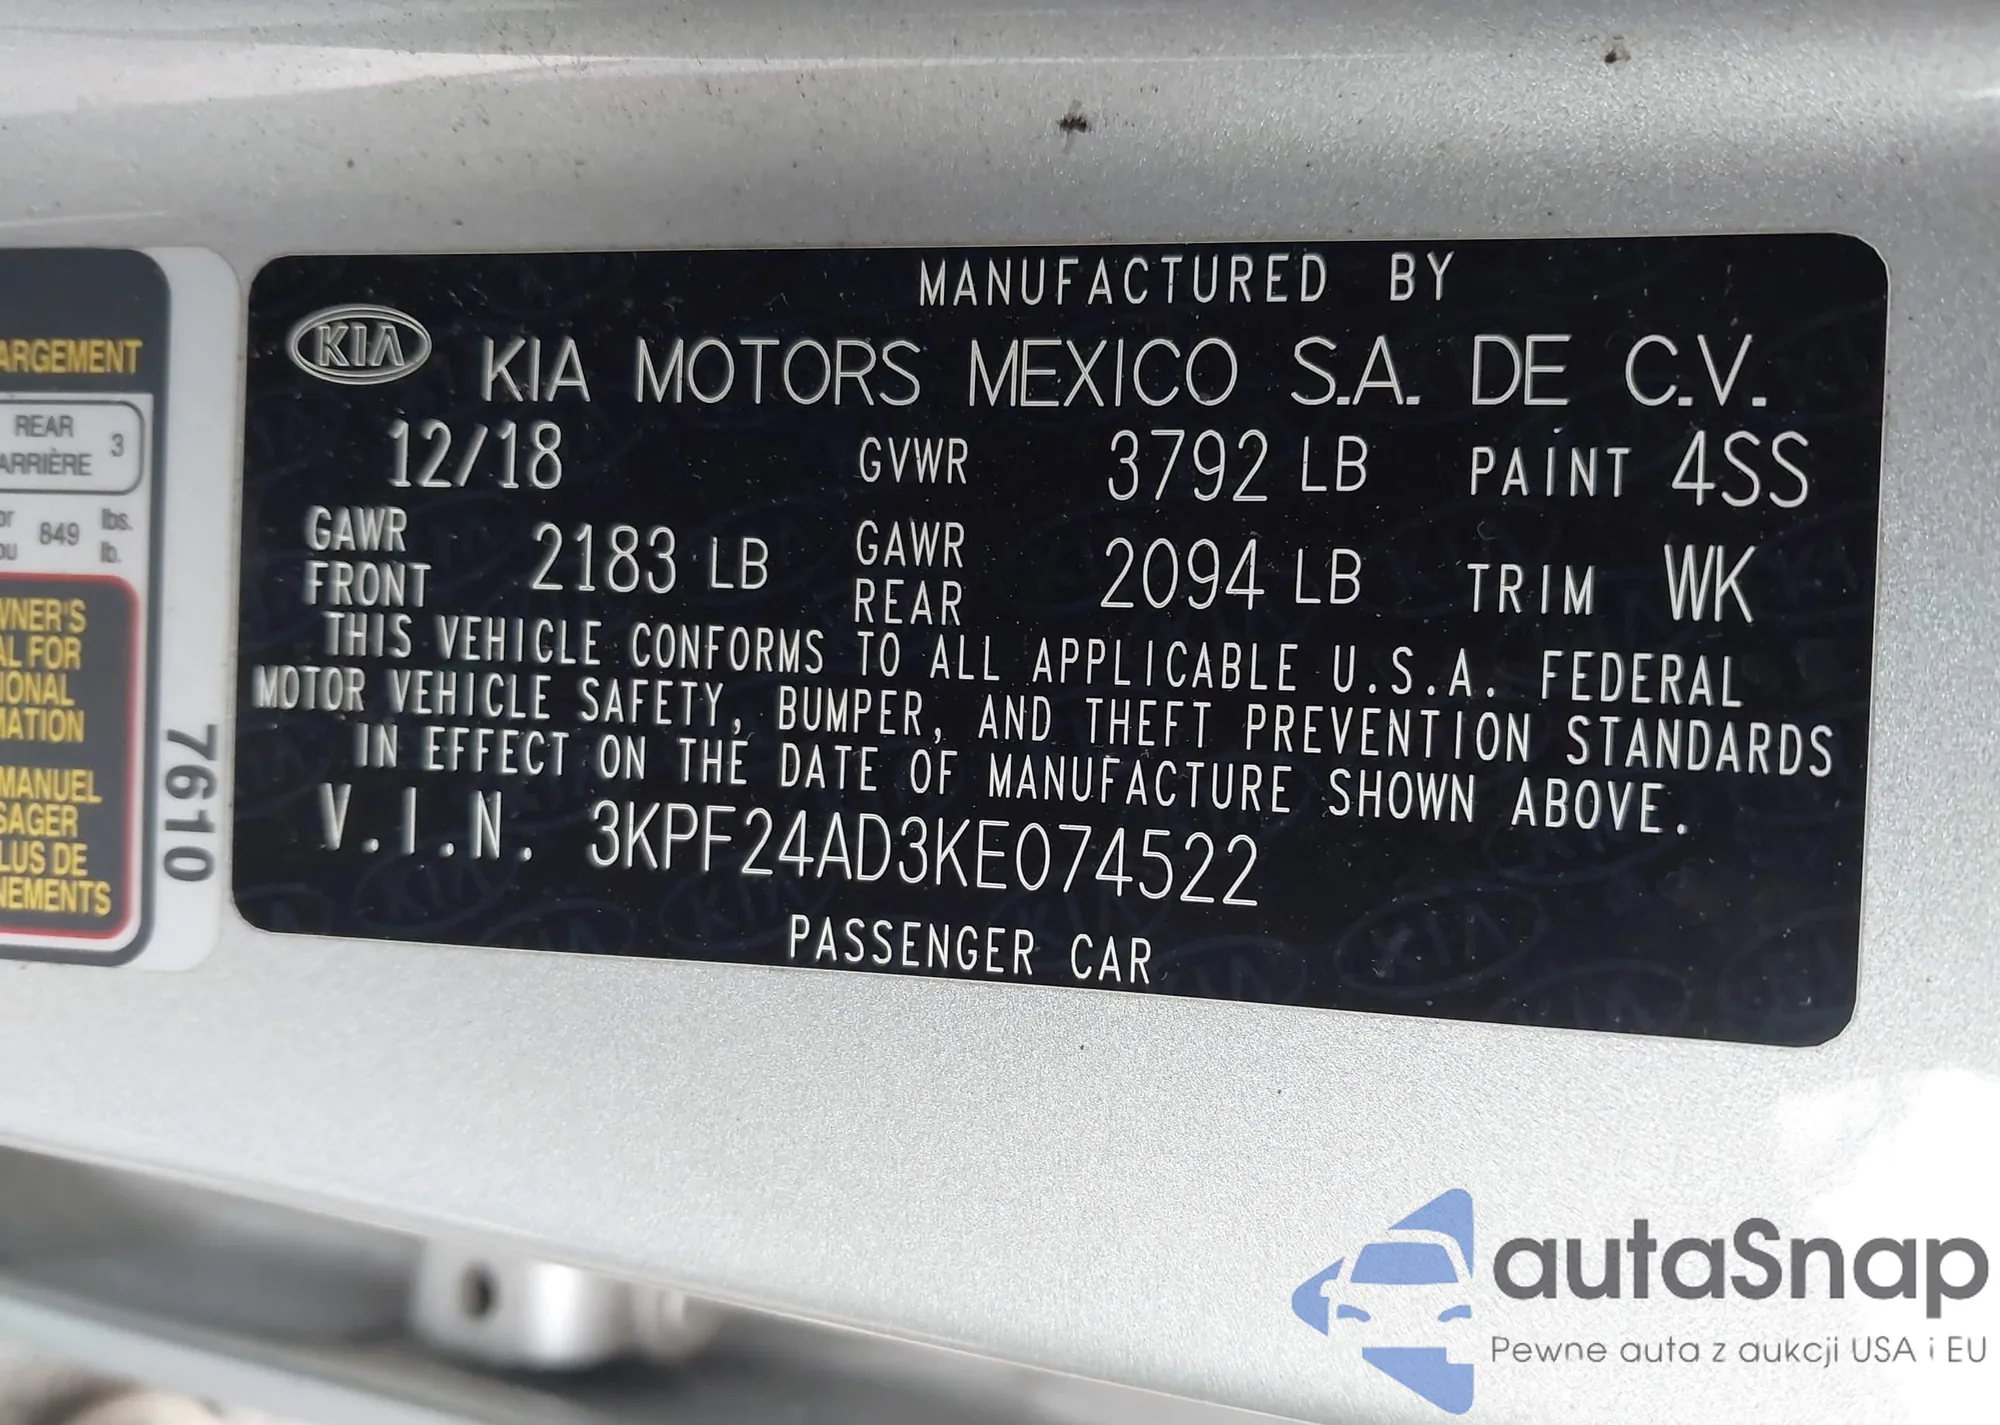 MANUFACTURED BY
KIA KIA MOTORS MEXICO S.A. DE C.V.
12/18 GVWR 3792 LB PAINT 4SS
GAWR FRONT 2183 LB GAWR REAR 2094 LB TRIM WK
THIS VEHICLE CONFORMS TO ALL APPLICABLE U.S.A. FEDERAL
MOTOR VEHICLE SAFETY, BUMPER, AND THEFT PREVENTION STANDARDS
IN EFFECT ON THE DATE OF MANUFACTURE SHOWN ABOVE.
V.I.N. 3KPF24AD3KE074522
PASSENGER CAR
ARGEMENT
REAR 3
ARRIÈRE
or 849 lbs.
ou lb.
WNER'S
AL FOR
IONAL
MATION
MANUEL
SAGER
LUS DE
NEMENTS
7610
autaSnap
Pewne auta z aukcji USA i EU